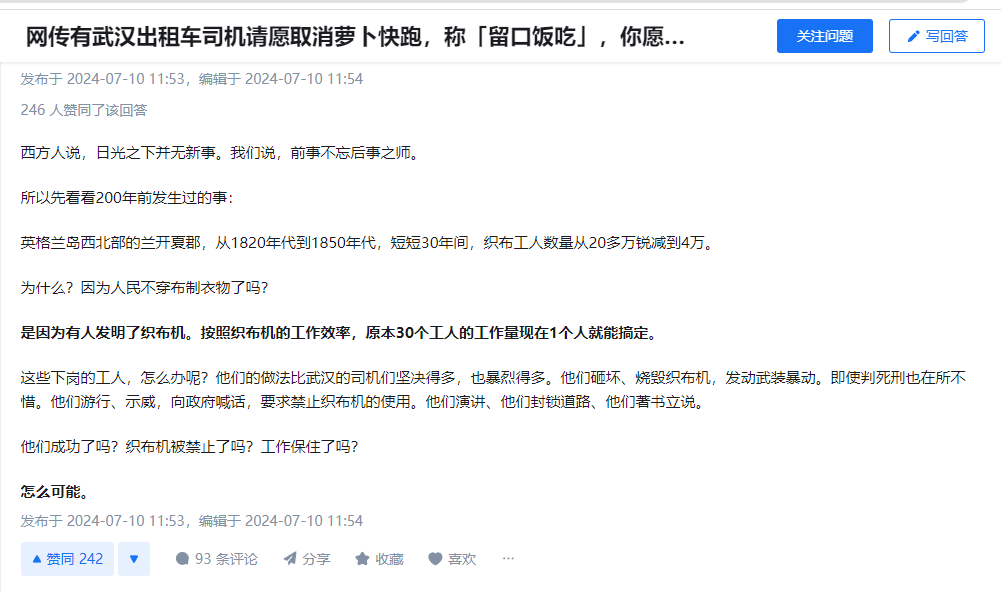 网传有武汉出租车司机请愿取消萝卜快跑，称「留口饭吃」，你愿...
关注问题
写回答
发布于 2024-07-10 11:53，编辑于 2024-07-10 11:54
246 人赞同了该回答
西方人说，日光之下并无新事。我们说，前事不忘后事之师。
所以先看看200年前发生过的事：
英格兰岛西北部的兰开夏郡，从1820年代到1850年代，短短30年间，织布工人数量从20多万锐减到4万。
为什么？因为人民不穿布制衣物了吗？
是因为有人发明了织布机。按照织布机的工作效率，原本30个工人的工作量现在1个人就能搞定。
这些下岗的工人，怎么办呢？他们的做法比武汉的司机们坚决得多，也暴烈得多。他们砸坏、烧毁织布机，发动武装暴动。即使判死刑也在所不
惜。他们游行、示威，向政府喊话，要求禁止织布机的使用。他们演讲、他们封锁道路、他们著书立说。
他们成功了吗？织布机被禁止了吗？工作保住了吗？
怎么可能。
发布于 2024-07-10 11:53，编辑于 2024-07-10 11:54
赞同 242
93 条评论
分享
收藏
喜欢
···